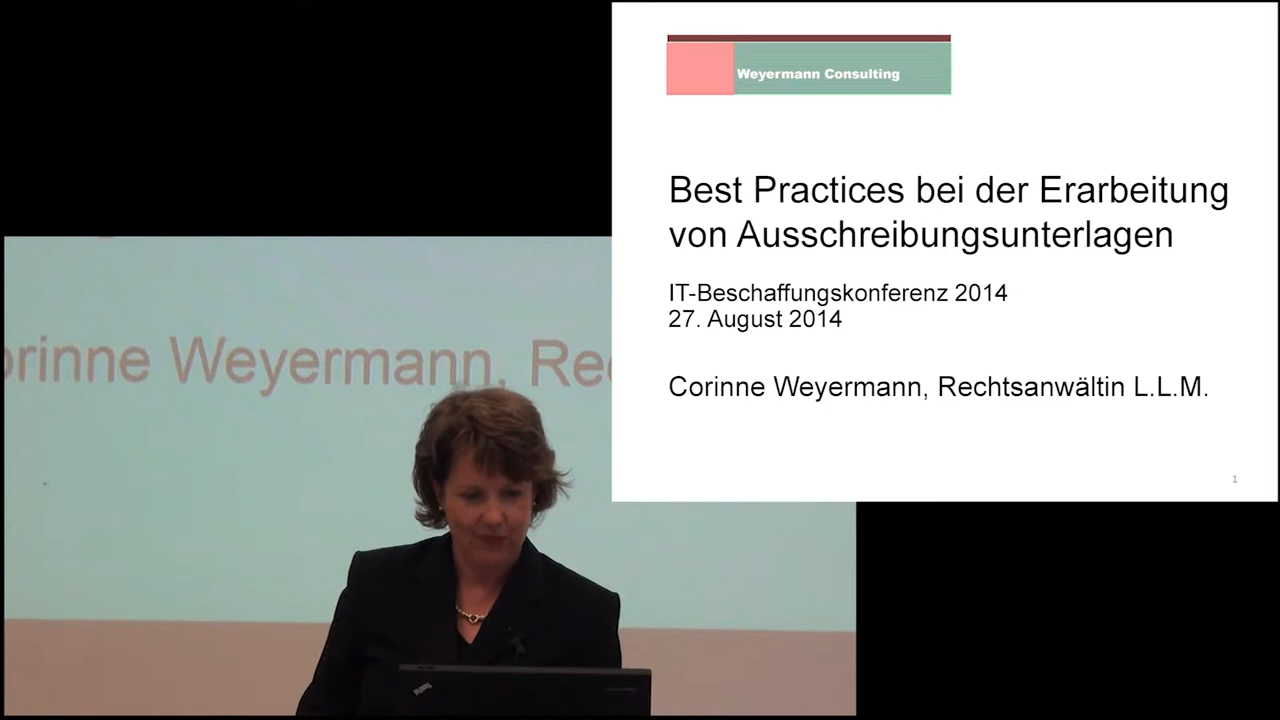 Weyermann Consulting
Best Practices bei der Erarbeitung
von Ausschreibungsunterlagen
IT-Beschaffungskonferenz 2014
27. August 2014
Corinne Weyermann, Rechtsanwältin L.L.M.
1
orinne Weyermann, Re